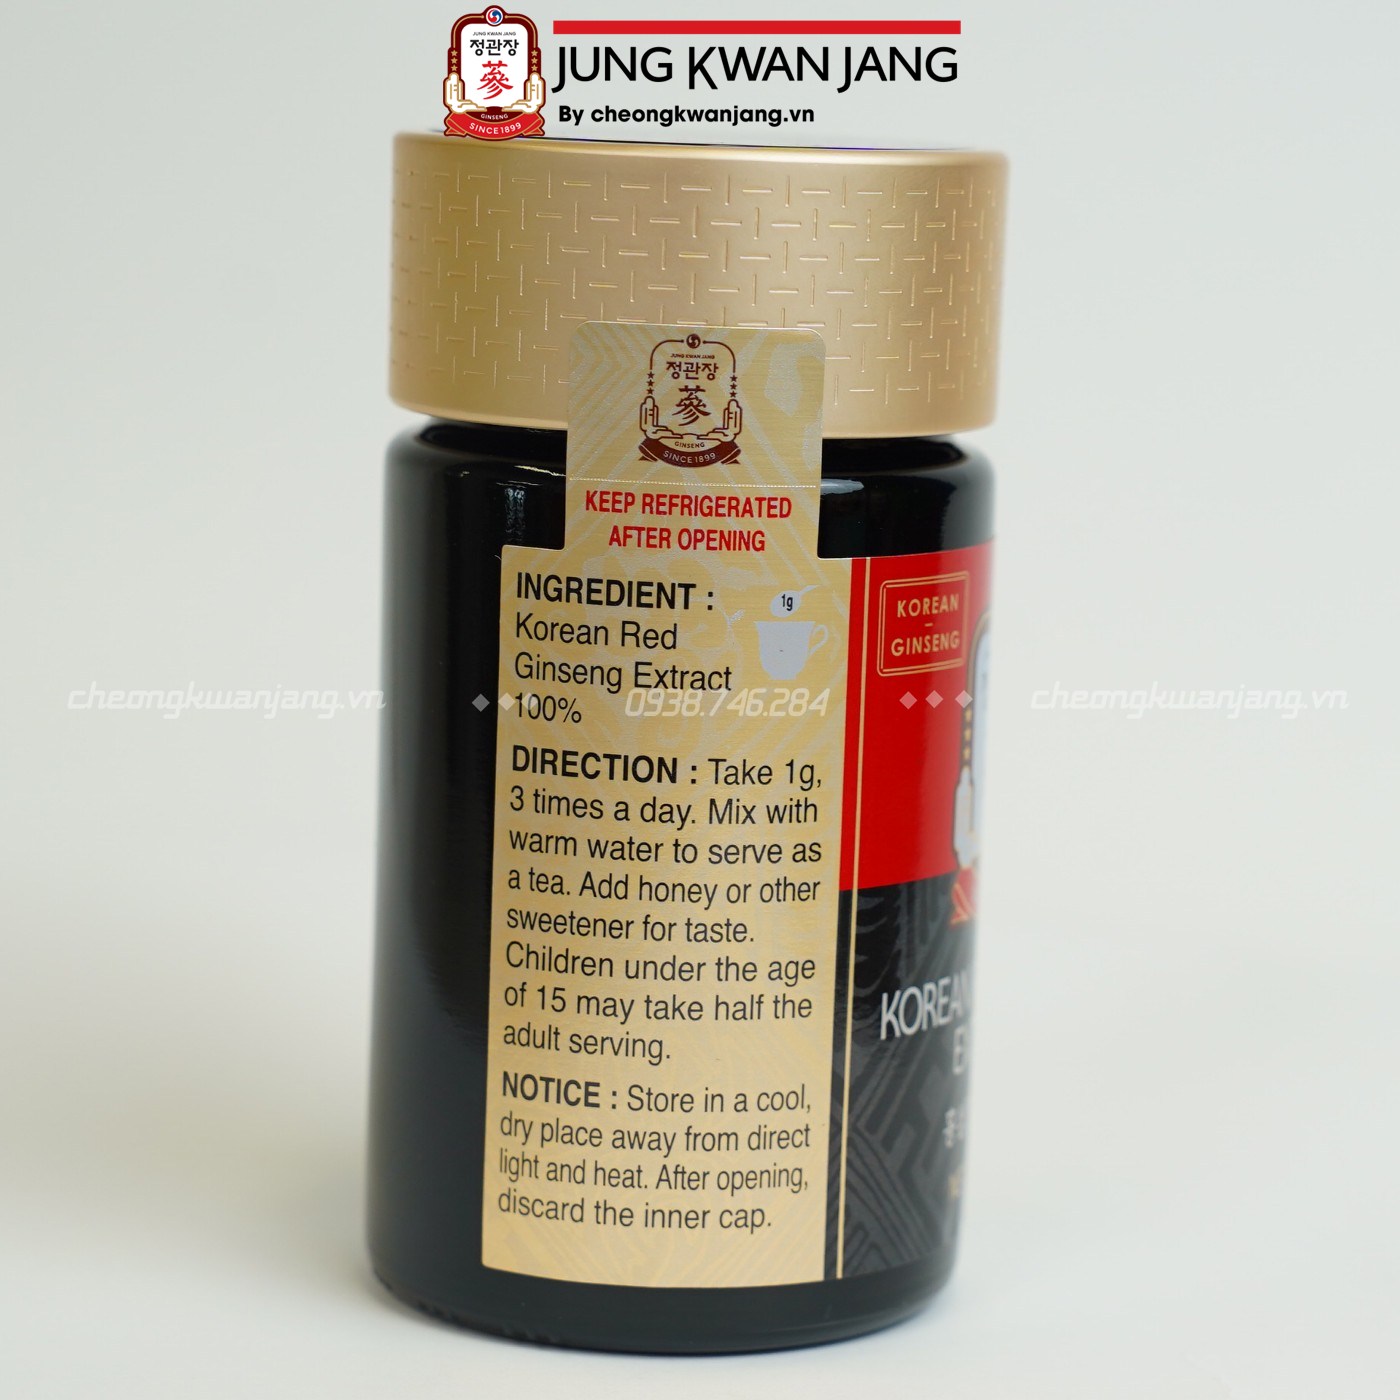 JUNG KWAN JANG
정관장
蔘
GINSENG
SINCE 1899
JUNG KWAN JANG
By cheongkwanjang.vn
JUNG KWAN JANG
정관장
蔘
GINSENG
SINCE 1899
KEEP REFRIGERATED
AFTER OPENING
INGREDIENT :
1g
Korean Red
Ginseng Extract
100%
DIRECTION : Take 1g,
3 times a day. Mix with
warm water to serve as
a tea. Add honey or other
sweetener for taste.
Children under the age
of 15 may take half the
adult serving.
NOTICE : Store in a cool,
dry place away from direct
light and heat. After opening,
discard the inner cap.
KOREAN
GINSENG
KOREAN
cheongkwanjang.vn
0938.746.284
cheongkwanjang.vn